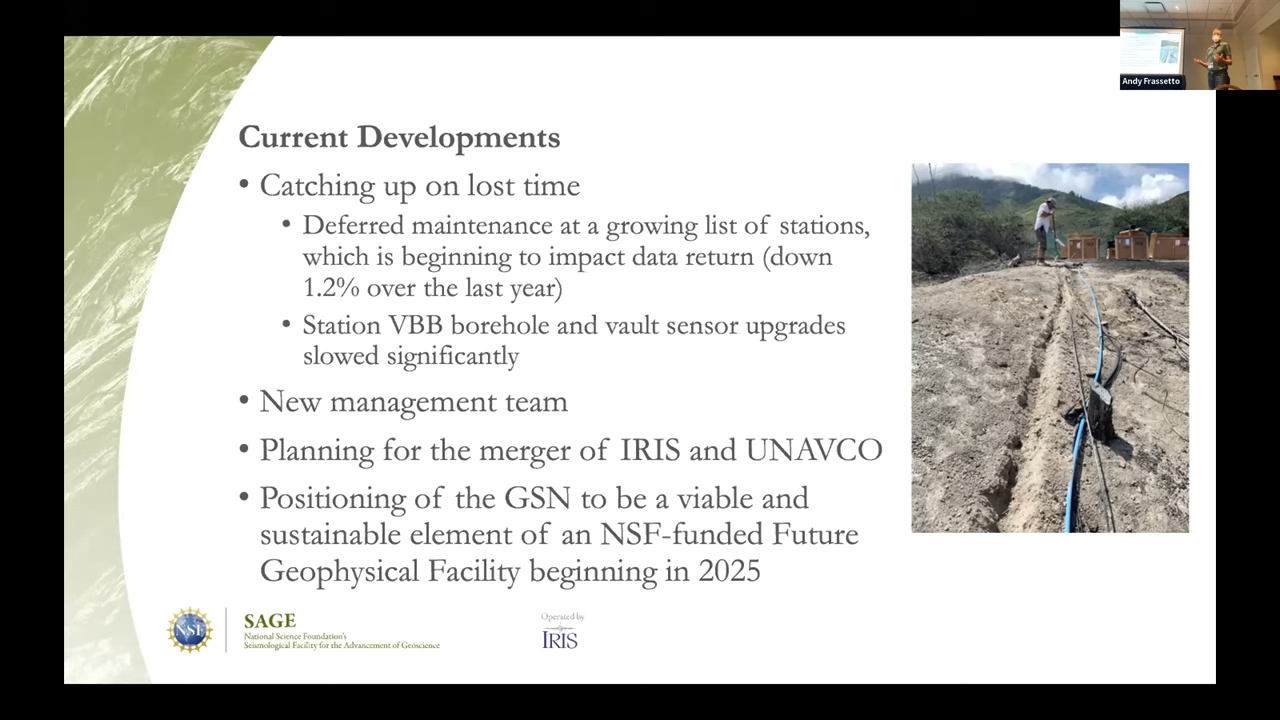 Andy Frassetto
Current Developments
• Catching up on lost time
• Deferred maintenance at a growing list of stations,
which is beginning to impact data return (down
1.2% over the last year)
• Station VBB borehole and vault sensor upgrades
slowed significantly
• New management team
• Planning for the merger of IRIS and UNAVCO
• Positioning of the GSN to be a viable and
sustainable element of an NSF-funded Future
Geophysical Facility beginning in 2025
NSF
SAGE
National Science Foundation's
Seismological Facility for the Advancement of Geoscience
Operated by
IRIS